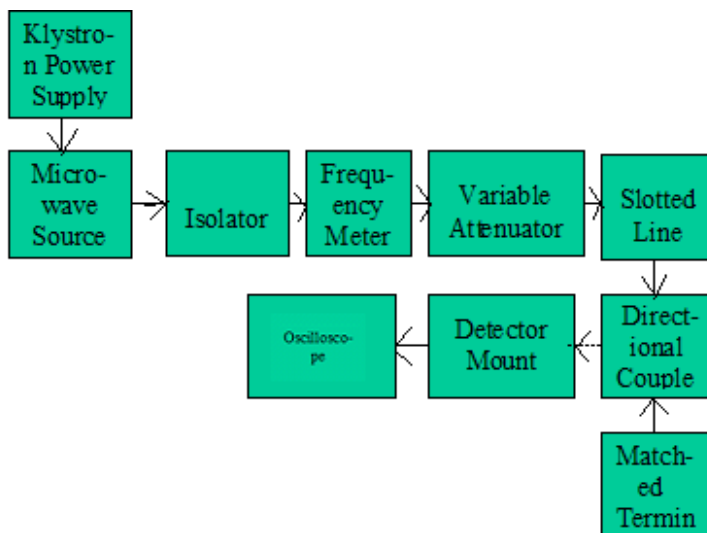 Klystro-
n Power
Supply
Micro-
wave
Source
Isolator
Frequ-
ency
Meter
Variable
Attenuator
Slotted
Line
Oscillosco-
pe
Detector
Mount
Direct-
ional
Couple
Match-
ed
Termin